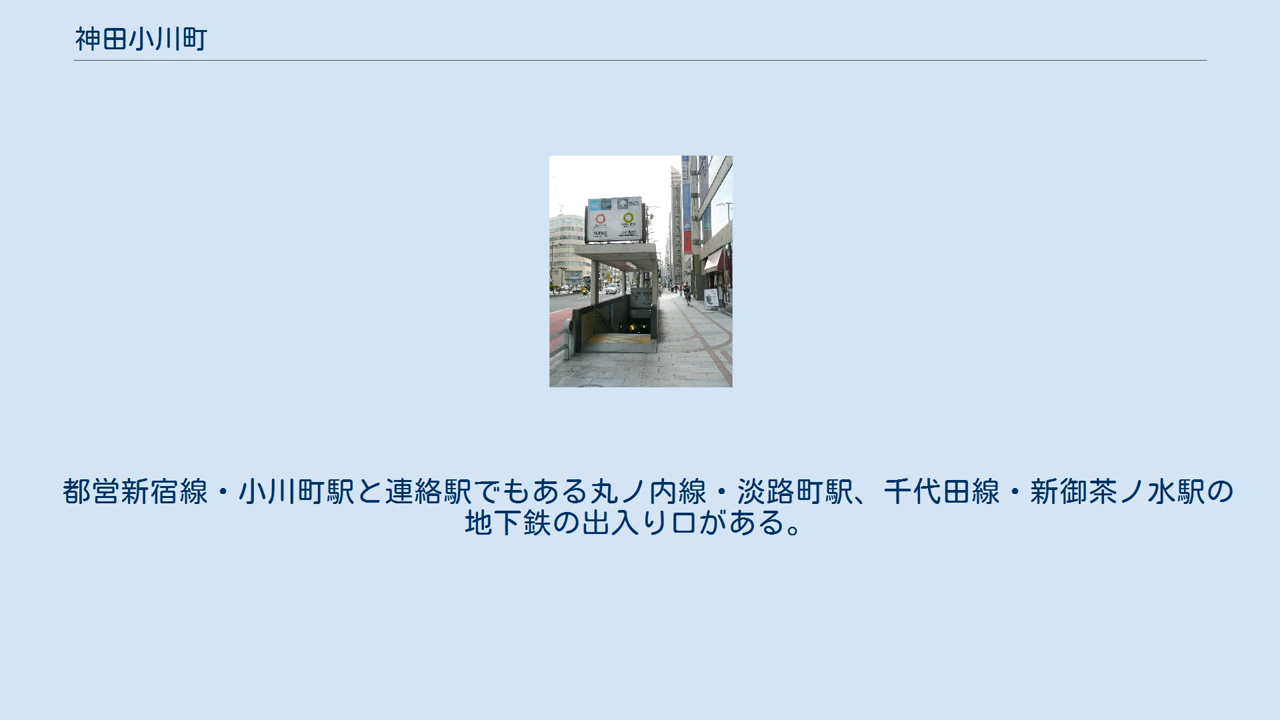 神田小川町
都営新宿線・小川町駅と連絡駅でもある丸ノ内線・淡路町駅、千代田線・新御茶ノ水駅の
地下鉄の出入り口がある。